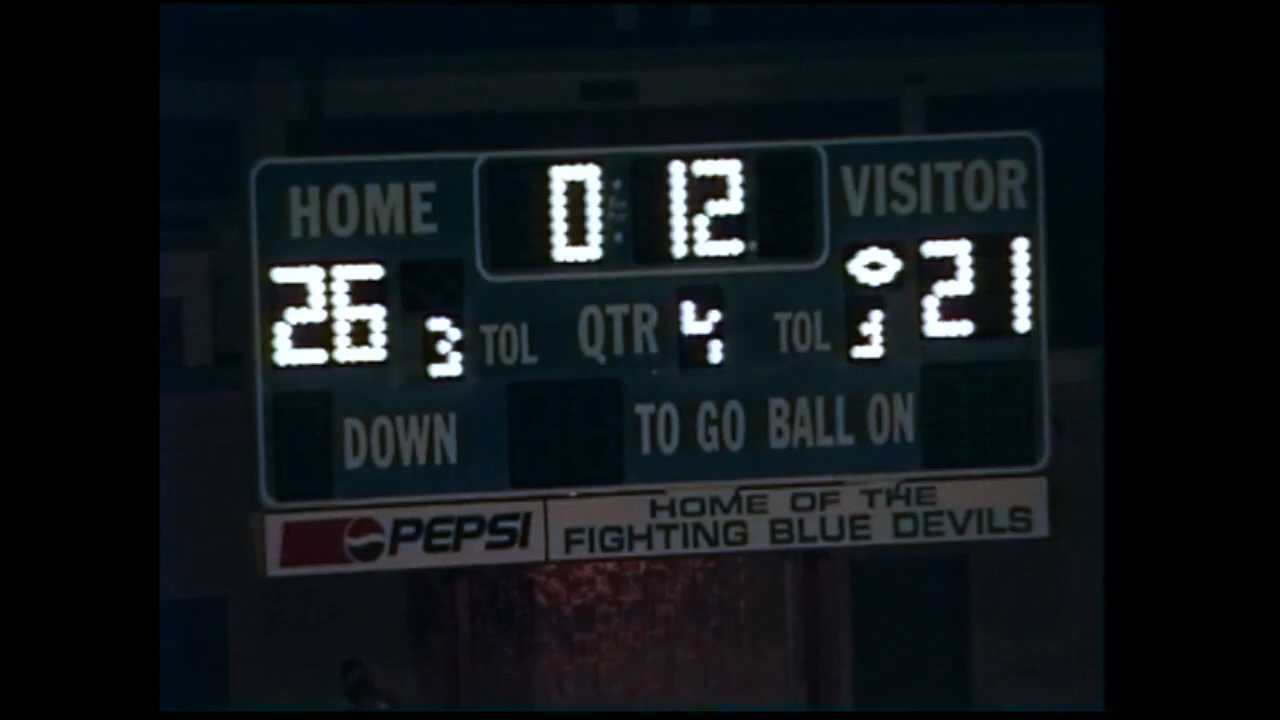 HOME 0:12 VISITOR
26 3 TOL QTR 4 TOL 1 21
DOWN TO GO BALL ON
PEPSI
HOME OF THE
FIGHTING BLUE DEVILS